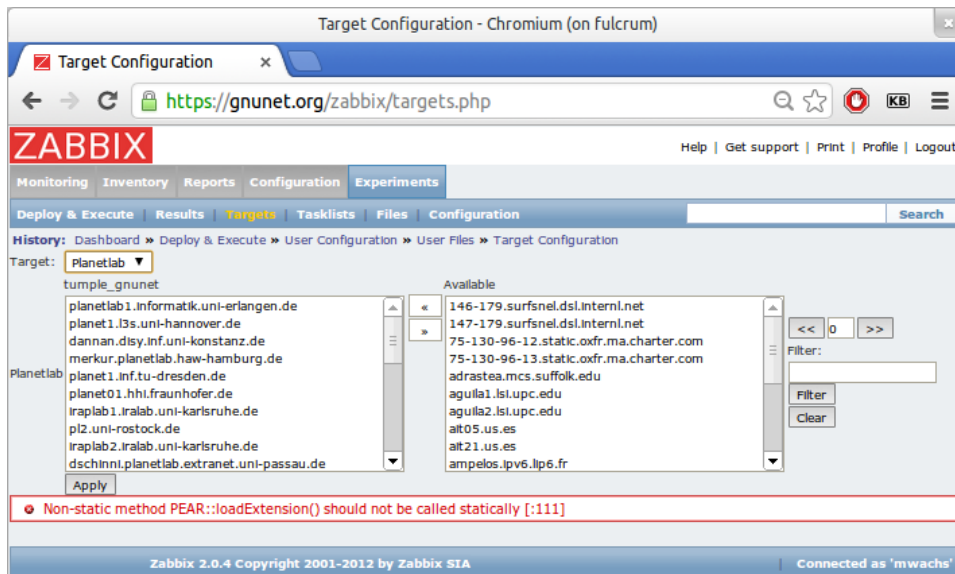 Target Configuration - Chromium (on fulcrum)
Target Configuration
https://gnunet.org/zabbix/targets.php
KB
ZABBIX
Help | Get support | Print | Profile | Logout
Monitoring Inventory Reports Configuration Experiments
Deploy & Execute | Results | Targets | Tasklists | Files | Configuration Search
History: Dashboard » Deploy & Execute » User Configuration » User Files » Target Configuration
Target: Planetlab ▼
tumple_gnunet
planetlab1.informatik.uni-erlangen.de
planet1.l3s.uni-hannover.de
dannan.disy.inf.uni-konstanz.de
merkur.planetlab.haw-hamburg.de
Planetlab planet1.inf.tu-dresden.de
planet01.hhi.fraunhofer.de
iraplab1.iralab.uni-karlsruhe.de
pl2.uni-rostock.de
iraplab2.iralab.uni-karlsruhe.de
dschinni.planetlab.extranet.uni-passau.de
«
»
Available
146-179.surfsnel.dsl.internl.net
147-179.surfsnel.dsl.internl.net
75-130-96-12.static.oxfr.ma.charter.com
75-130-96-13.static.oxfr.ma.charter.com
adrastea.mcs.suffolk.edu
aguila1.lsi.upc.edu
aguila2.lsi.upc.edu
ait05.us.es
ait21.us.es
ampelos.ipv6.lip6.fr
<< 0 >>
Filter:
Filter
Clear
Apply
Non-static method PEAR::loadExtension() should not be called statically [:111]
Zabbix 2.0.4 Copyright 2001-2012 by Zabbix SIA | Connected as 'mwachs'